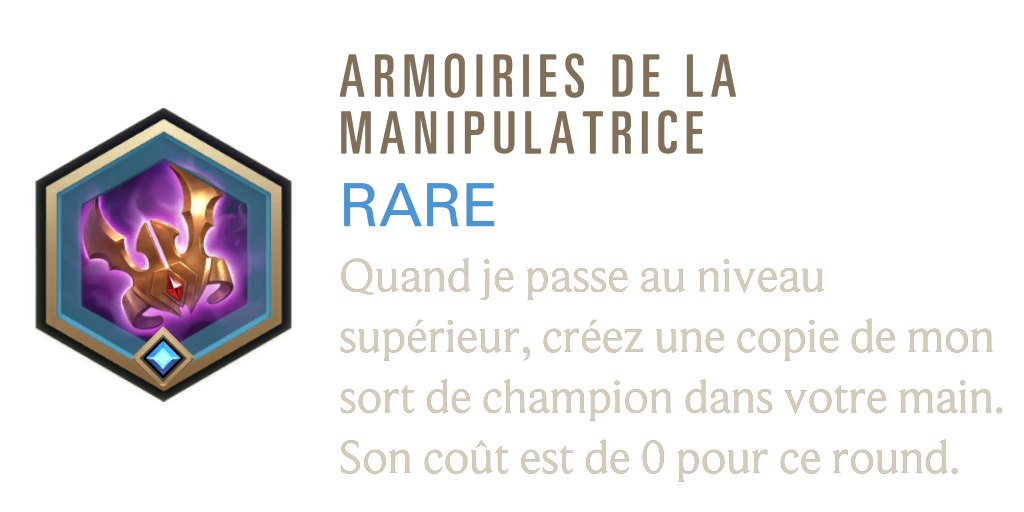 ARMOIRIES DE LA
MANIPULATRICE
RARE
Quand je passe au niveau
supérieur, créez une copie de mon
sort de champion dans votre main.
Son coût est de 0 pour ce round.